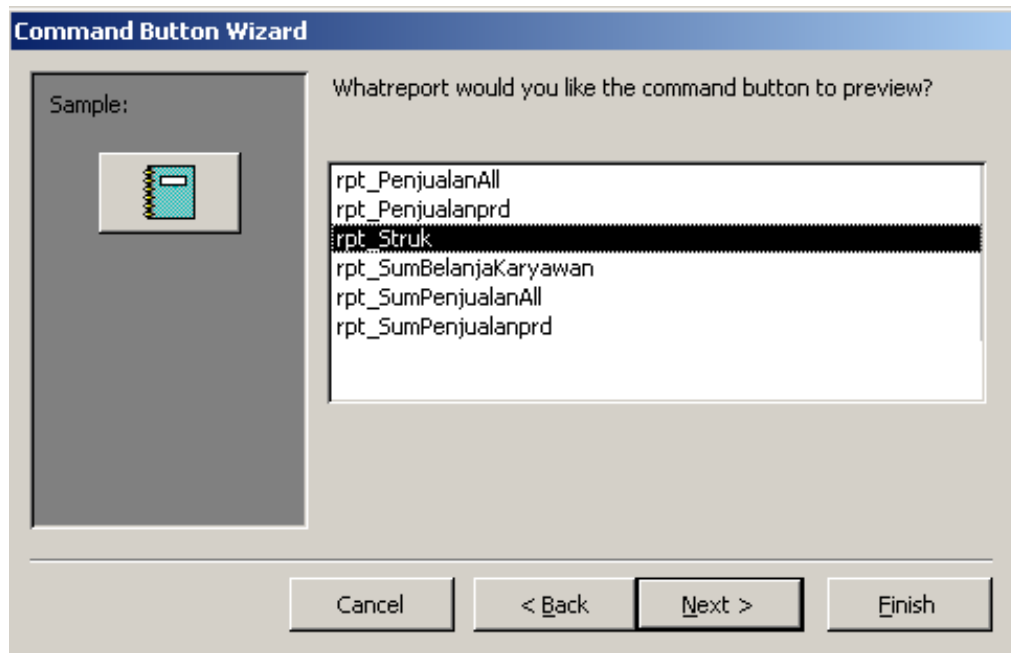 Command Button Wizard
Sample:
Whatreport would you like the command button to preview?
rpt_PenjualanAll
rpt_Penjualanprd
rpt_Struk
rpt_SumBelanjaKaryawan
rpt_SumPenjualanAll
rpt_SumPenjualanprd
Cancel
< Back
Next >
Finish